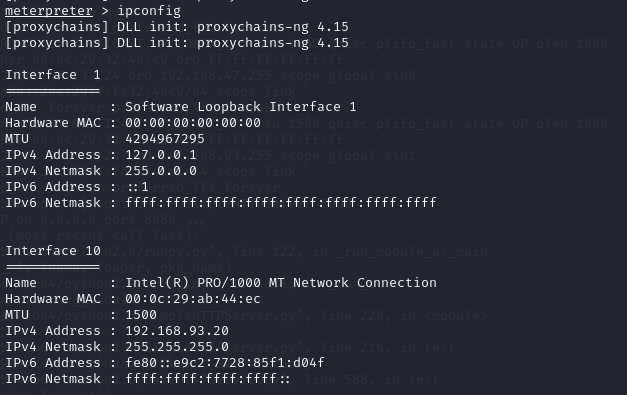 meterpreter > ipconfig
[proxychains] DLL init: proxychains-ng 4.15
[proxychains] DLL init: proxychains-ng 4.15
Interface  1
============
Name         : Software Loopback Interface 1
Hardware MAC : 00:00:00:00:00:00
MTU          : 4294967295
IPv4 Address : 127.0.0.1
IPv4 Netmask : 255.0.0.0
IPv6 Address : ::1
IPv6 Netmask : ffff:ffff:ffff:ffff:ffff:ffff:ffff:ffff
Interface 10
============
Name         : Intel(R) PRO/1000 MT Network Connection
Hardware MAC : 00:0c:29:ab:44:ec
MTU          : 1500
IPv4 Address : 192.168.93.20
IPv4 Netmask : 255.255.255.0
IPv6 Address : fe80::e9c2:7728:85f1:d04f
IPv6 Netmask : ffff:ffff:ffff:ffff::